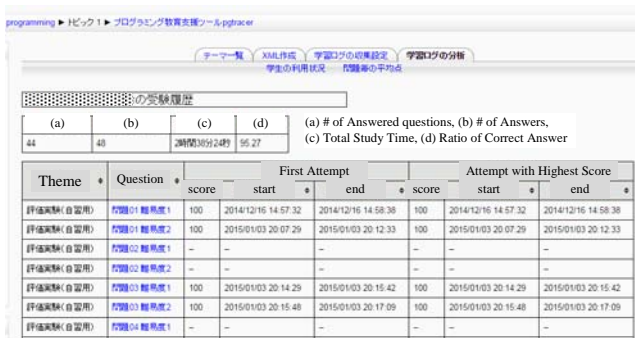 programming ► トピック 1 ► プログラミング教育支援ツールpgtracer
テーマ一覧 XML作成 学習ログの収集設定 学習ログの分析
学生の利用状況 問題毎の平均点
の受験履歴
(a) (b) (c) (d) (a) # of Answered questions, (b) # of Answers,
44 48 2時間38分24秒 95.27 (c) Total Study Time, (d) Ratio of Correct Answer
Theme Question First Attempt Attempt with Highest Score
score start end score start end
評価実験(自習用) 問題01 難易度1 100 2014/12/16 14:57:32 2014/12/16 14:58:38 100 2014/12/16 14:57:32 2014/12/16 14:58:38
評価実験(自習用) 問題01 難易度2 100 2015/01/03 20:07:29 2015/01/03 20:12:33 100 2015/01/03 20:07:29 2015/01/03 20:12:33
評価実験(自習用) 問題02 難易度1 - - - -
評価実験(自習用) 問題02 難易度2 - - - -
評価実験(自習用) 問題03 難易度1 100 2015/01/03 20:14:29 2015/01/03 20:15:42 100 2015/01/03 20:14:29 2015/01/03 20:15:42
評価実験(自習用) 問題03 難易度2 100 2015/01/03 20:15:48 2015/01/03 20:17:09 100 2015/01/03 20:15:48 2015/01/03 20:17:09
評価実験(自習用) 問題04 難易度1 - - - -